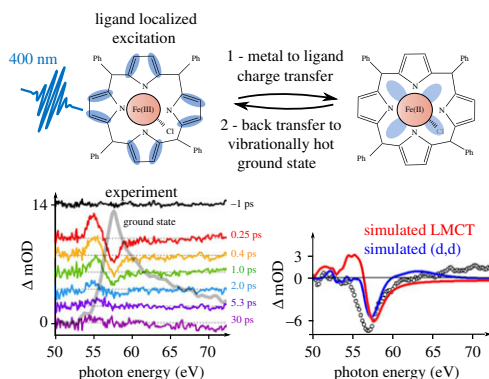 ligand localized
excitation
400 nm
Ph
Ph
N
N
Fe(III)
N
N
Cl
Ph
Ph
1 - metal to ligand
charge transfer
2 - back transfer to
vibrationally hot
ground state
Ph
Ph
N
N
Fe(II)
N
N
Cl
Ph
Ph
experiment
ground state
14
0
Δ mOD
–1 ps
0.25 ps
0.4 ps
1.0 ps
2.0 ps
5.3 ps
30 ps
50 55 60 65 70
photon energy (eV)
simulated LMCT
simulated (d,d)
3
0
–6
Δ mOD
50 55 60 65 70
photon energy (eV)